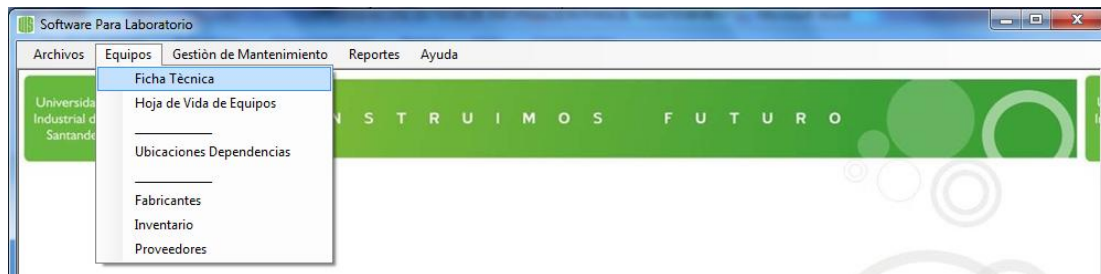 Software Para Laboratorio
Archivos Equipos Gestiòn de Mantenimiento Reportes Ayuda
Ficha Tècnica
Hoja de Vida de Equipos
Ubicaciones Dependencias
Fabricantes
Inventario
Proveedores
Industrial
N S T R U I M O S F U T U R O